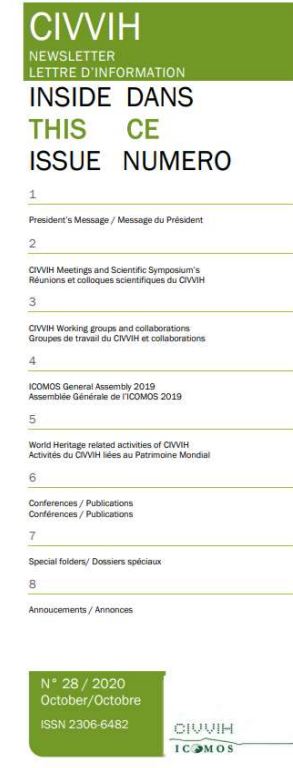 CIVVIH
NEWSLETTER
LETTRE D'INFORMATION
INSIDE DANS
THIS CE
ISSUE NUMERO
1
President's Message / Message du Président
2
CIVVIH Meetings and Scientific Symposium's
Réunions et colloques scientifiques du CIVVIH
3
CIVVIH Working groups and collaborations
Groupes de travail du CIVVIH et collaborations
4
ICOMOS General Assembly 2019
Assemblée Générale de l'ICOMOS 2019
5
World Heritage related activities of CIVVIH
Activités du CIVVIH liées au Patrimoine Mondial
6
Conferences / Publications
Conférences / Publications
7
Special folders/ Dossiers spéciaux
8
Annoucements / Annonces
N° 28 / 2020
October/Octobre
ISSN 2306-6482
CIVVIH
ICOMOS